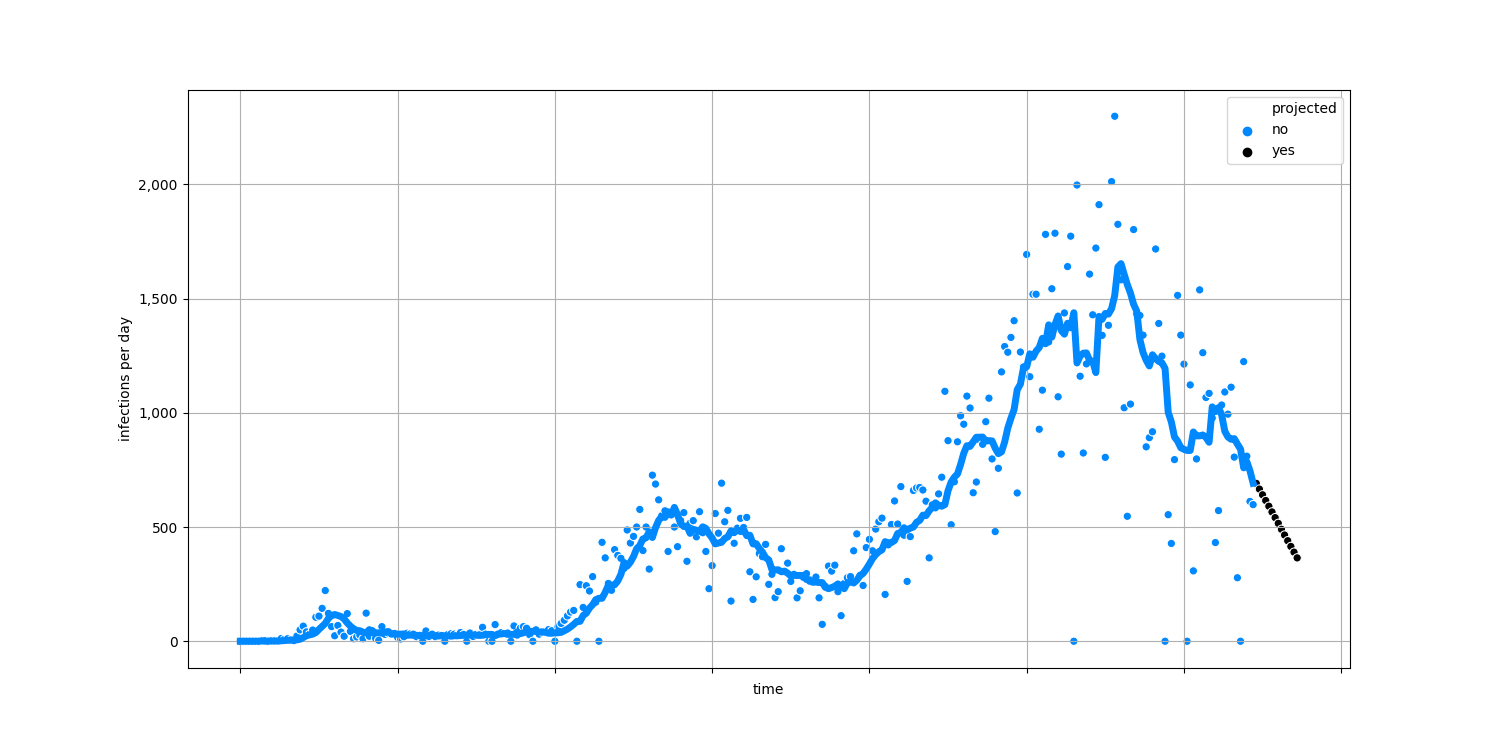 projected
no
yes
2,000
1,500
1,000
500
0
infections per day
time